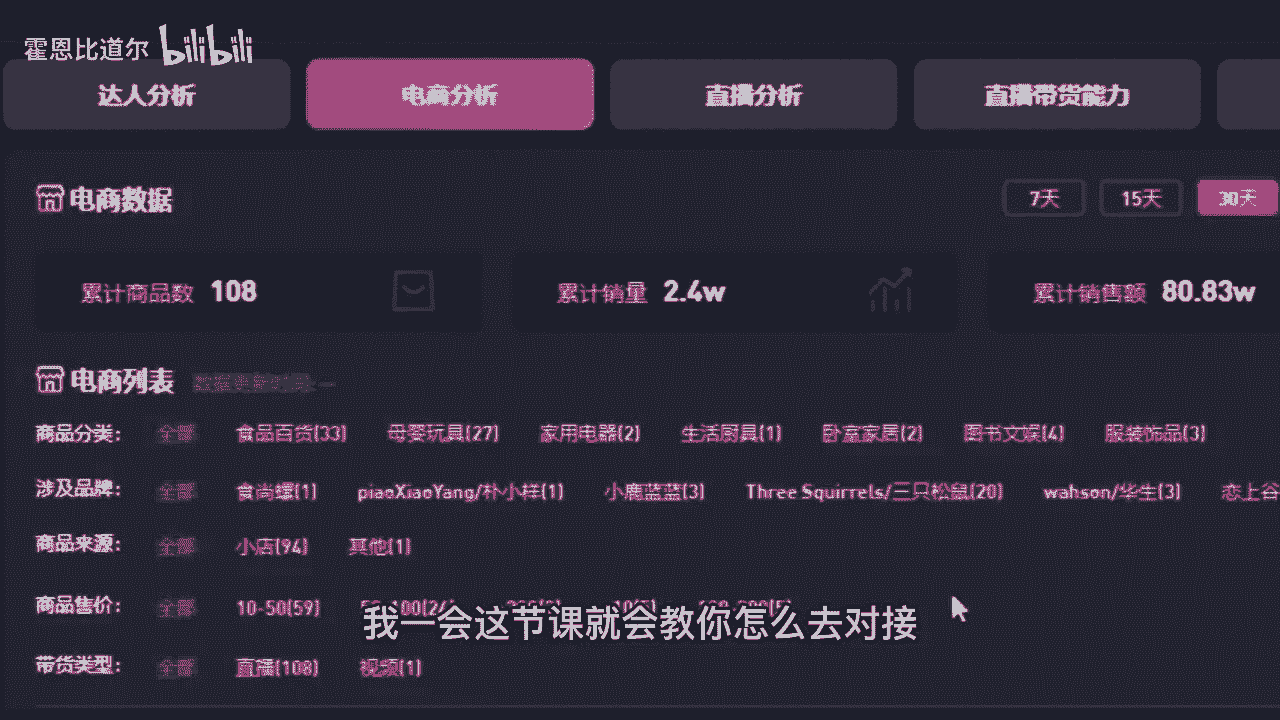 霍恩比道尔 bilibili
达人分析 电商分析 直播分析 直播带货能力
电商数据 7天 15天 30天
累计商品数 108 累计销量 2.4w 累计销售额 80.83w
电商列表 数据更新时间:—
商品分类: 全部 食品百货(33) 母婴玩具(27) 家用电器(2) 生活厨具(1) 卧室家居(2) 图书文娱(4) 服装饰品(3)
涉及品牌: 全部 食尚螺(1) piaoXiaoYang/朴小样(1) 小鹿蓝蓝(3) Three Squirrels/三只松鼠(20) wahson/华生(3) 恋上谷
商品来源: 全部 小店(94) 其他(1)
商品售价: 全部 10-50(59)
我一会这节课就会教你怎么去对接
带货类型: 全部 直播(108) 视频(1)